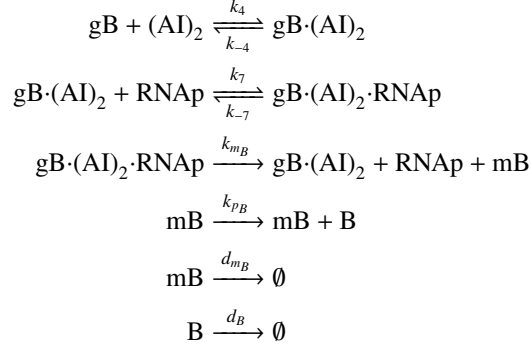 gB + (AI)₂ ⇌ gB·(AI)₂ (k₄, k₋₄)
gB·(AI)₂ + RNAp ⇌ gB·(AI)₂·RNAp (k₇, k₋₇)
gB·(AI)₂·RNAp —k_{m_B}→ gB·(AI)₂ + RNAp + mB
mB —k_{p_B}→ mB + B
mB —d_{m_B}→ ∅
B —d_B→ ∅